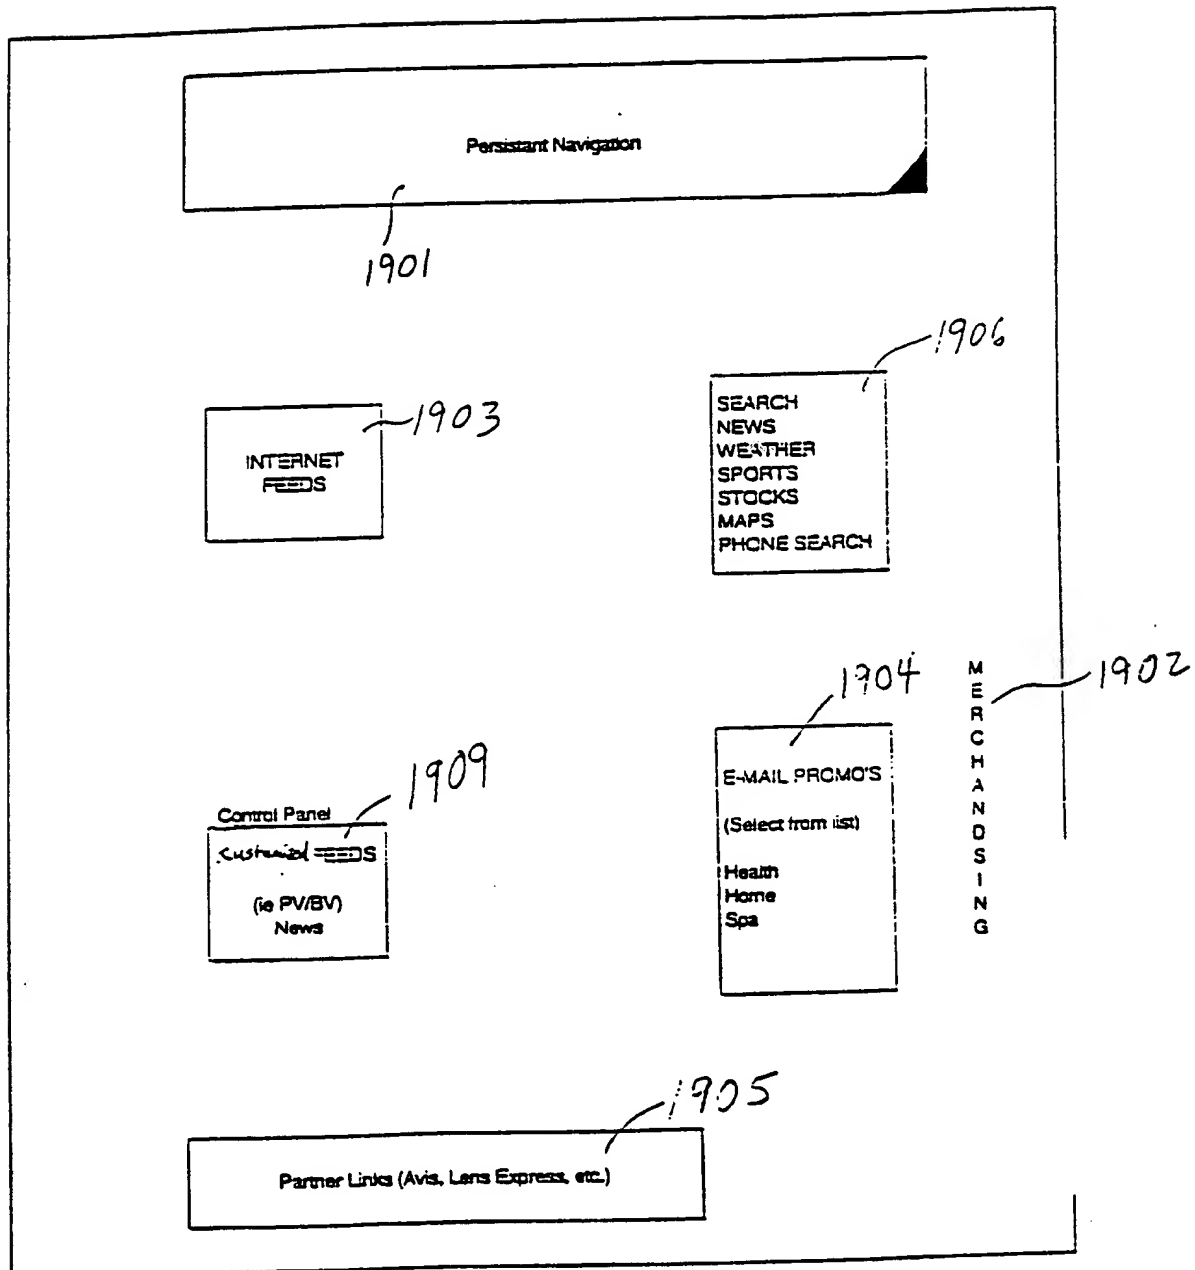 Persistant Navigation
1901
1906
1903
INTERNET
FEEDS
SEARCH
NEWS
WEATHER
SPORTS
STOCKS
MAPS
PHONE SEARCH
1904
MERCHANDSING
1902
1909
Control Panel
Customized FEEDS
(ie PV/BV)
News
E-MAIL PROMO'S
(Select from list)
Health
Home
Spa
1905
Partner Links (Avis, Lens Express, etc.)